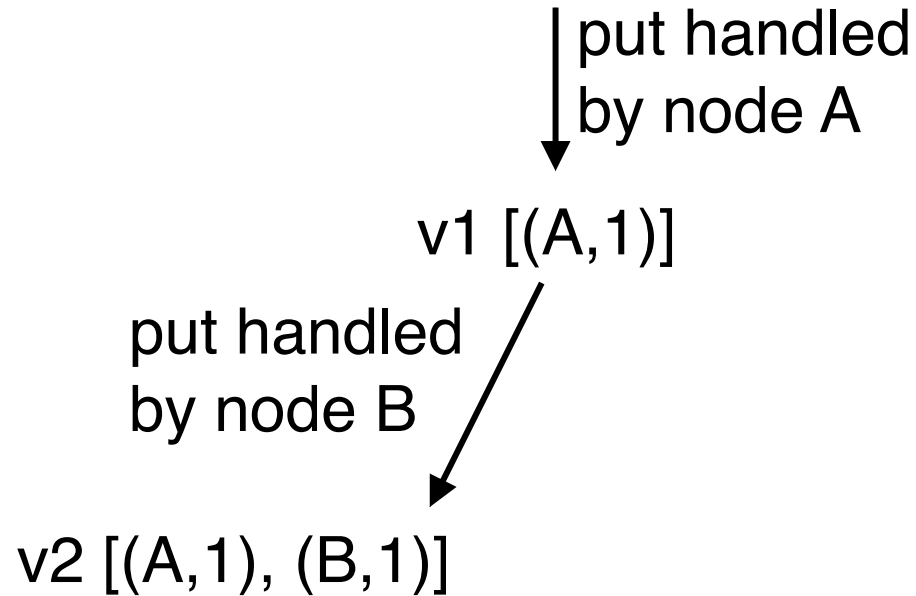 put handled
by node A
v1 [(A,1)]
put handled
by node B
v2 [(A,1), (B,1)]